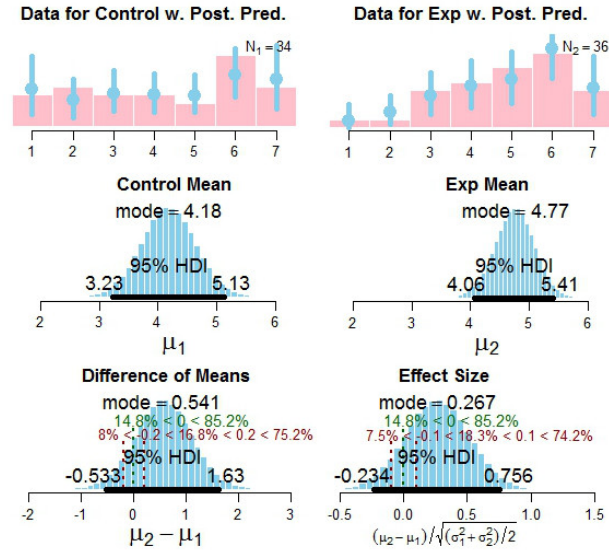 Data for Control w. Post. Pred.
N₁ = 34
1 2 3 4 5 6 7
Data for Exp w. Post. Pred.
N₂ = 36
1 2 3 4 5 6 7
Control Mean
mode = 4.18
95% HDI
3.23 5.13
2 3 4 5 6
μ₁
Exp Mean
mode = 4.77
95% HDI
4.06 5.41
2 3 4 5 6
μ₂
Difference of Means
mode = 0.541
14.8% < 0 < 85.2%
8% < -0.2 < 16.8% < 0.2 < 75.2%
95% HDI
-0.533 1.63
-2 -1 0 1 2 3
μ₂ − μ₁
Effect Size
mode = 0.267
14.8% < 0 < 85.2%
7.5% < -0.1 < 18.3% < 0.1 < 74.2%
95% HDI
-0.234 0.756
-0.5 0.0 0.5 1.0 1.5
(μ₂ − μ₁)/√(σ₁² + σ₂²)/2